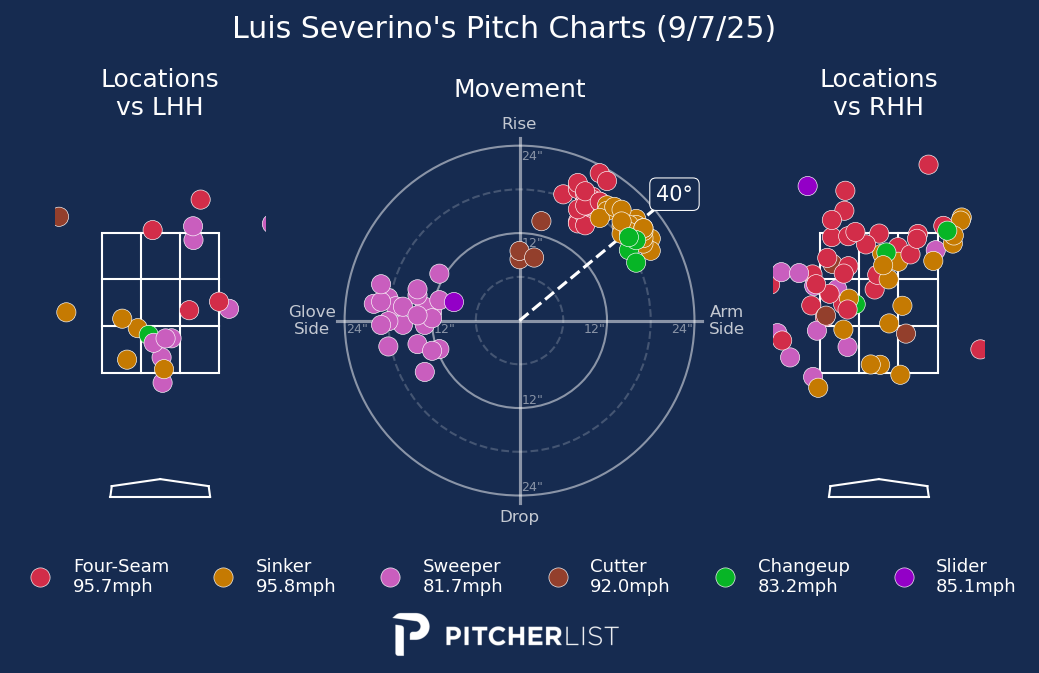 Luis Severino's Pitch Charts (9/7/25)
Locations
vs LHH
Movement
Locations
vs RHH
Rise
24"
40°
12"
Glove
Side
24"
12"
12"
24"
Arm
Side
12"
24"
Drop
Four-Seam
95.7mph
Sinker
95.8mph
Sweeper
81.7mph
Cutter
92.0mph
Changeup
83.2mph
Slider
85.1mph
PITCHERLIST